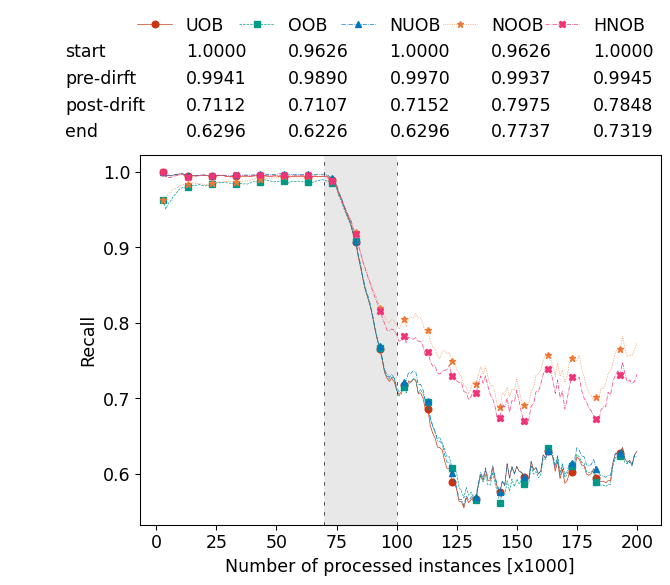 UOB OOB NUOB NOOB HNOB
start 1.0000 0.9626 1.0000 0.9626 1.0000
pre-dirft 0.9941 0.9890 0.9970 0.9937 0.9945
post-drift 0.7112 0.7107 0.7152 0.7975 0.7848
end 0.6296 0.6226 0.6296 0.7737 0.7319
1.0
0.9
0.8
0.7
0.6
Recall
0 25 50 75 100 125 150 175 200
Number of processed instances [x1000]